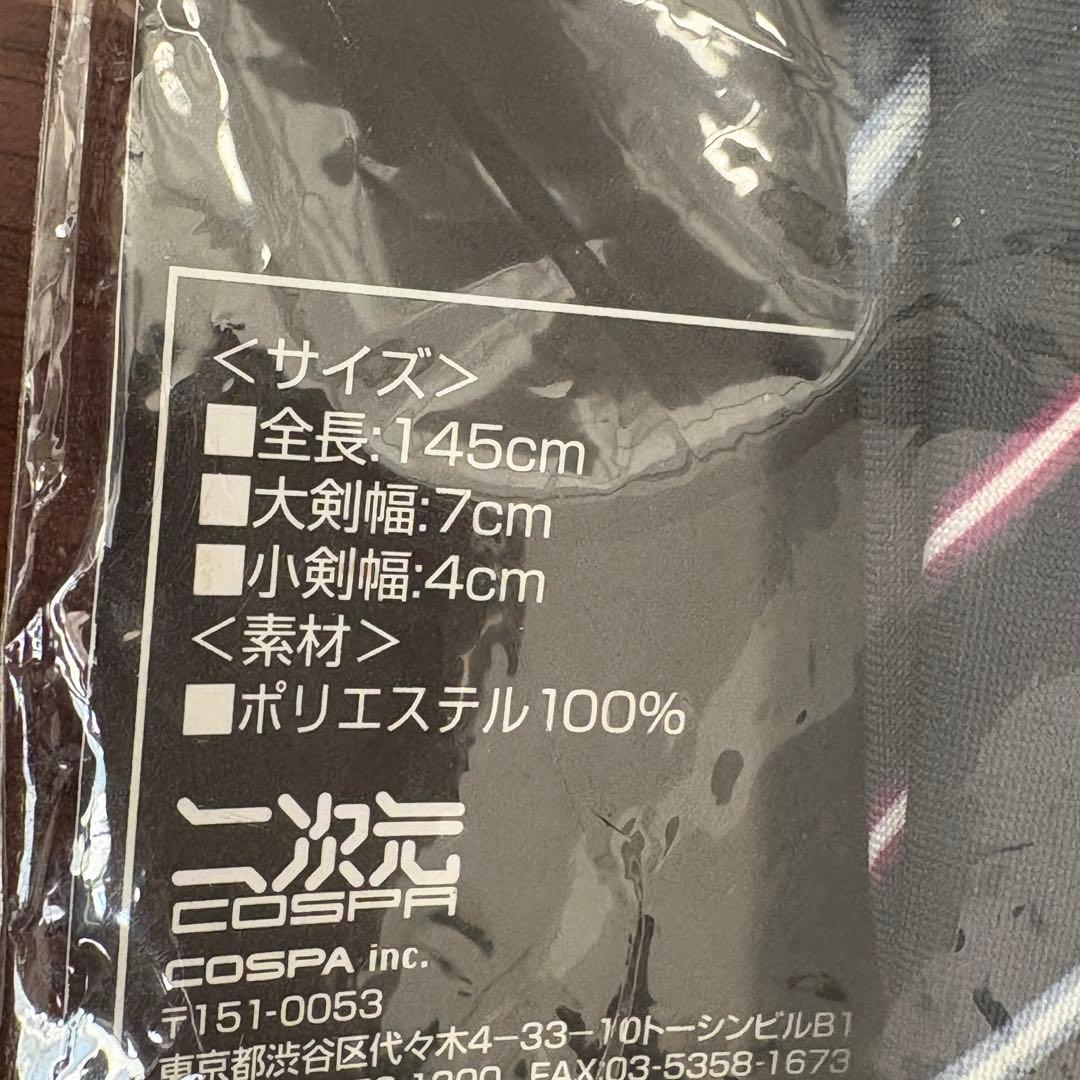 ＜サイズ＞
■全長:145cm
■大剣幅:7cm
■小剣幅:4cm
＜素材＞
■ポリエステル100%
二次元
COSPA
COSPA inc.
〒151-0053
東京都渋谷区代々木4-33-10トーシンビルB1
FAX:03-5358-1673